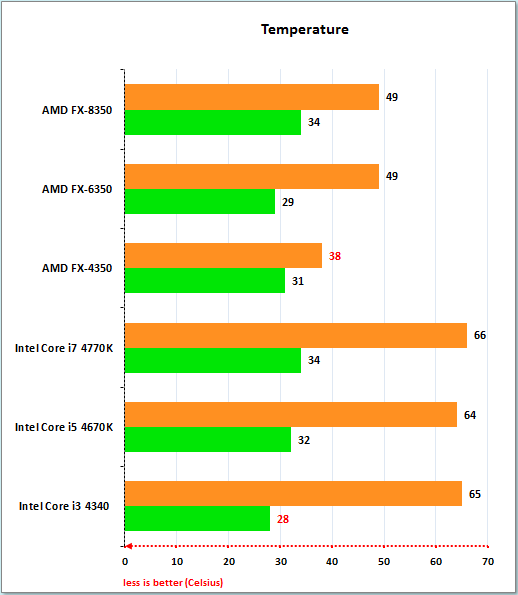 Temperature
AMD FX-8350
49
34
AMD FX-6350
49
29
AMD FX-4350
38
31
Intel Core i7 4770K
66
34
Intel Core i5 4670K
64
32
Intel Core i3 4340
65
28
0 10 20 30 40 50 60 70
less is better (Celsius)